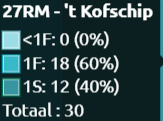 27RM - 't Kofschip
<1F: 0 (0%)
1F: 18 (60%)
1S: 12 (40%)
Totaal : 30